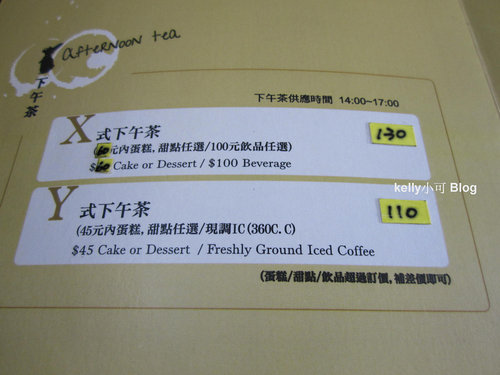 afternoon tea
下午茶
下午茶供應時間 14:00~17:00
X式下午茶
130
元內蛋糕,甜點任選/100元飲品任選)
Cake or Dessert / $100 Beverage
kelly小可 Blog
Y式下午茶
110
(45元內蛋糕,甜點任選/現調IC(360C.C)
$45 Cake or Dessert / Freshly Ground Iced Coffee
(蛋糕/甜點/飲品超過訂價,補差價即可)